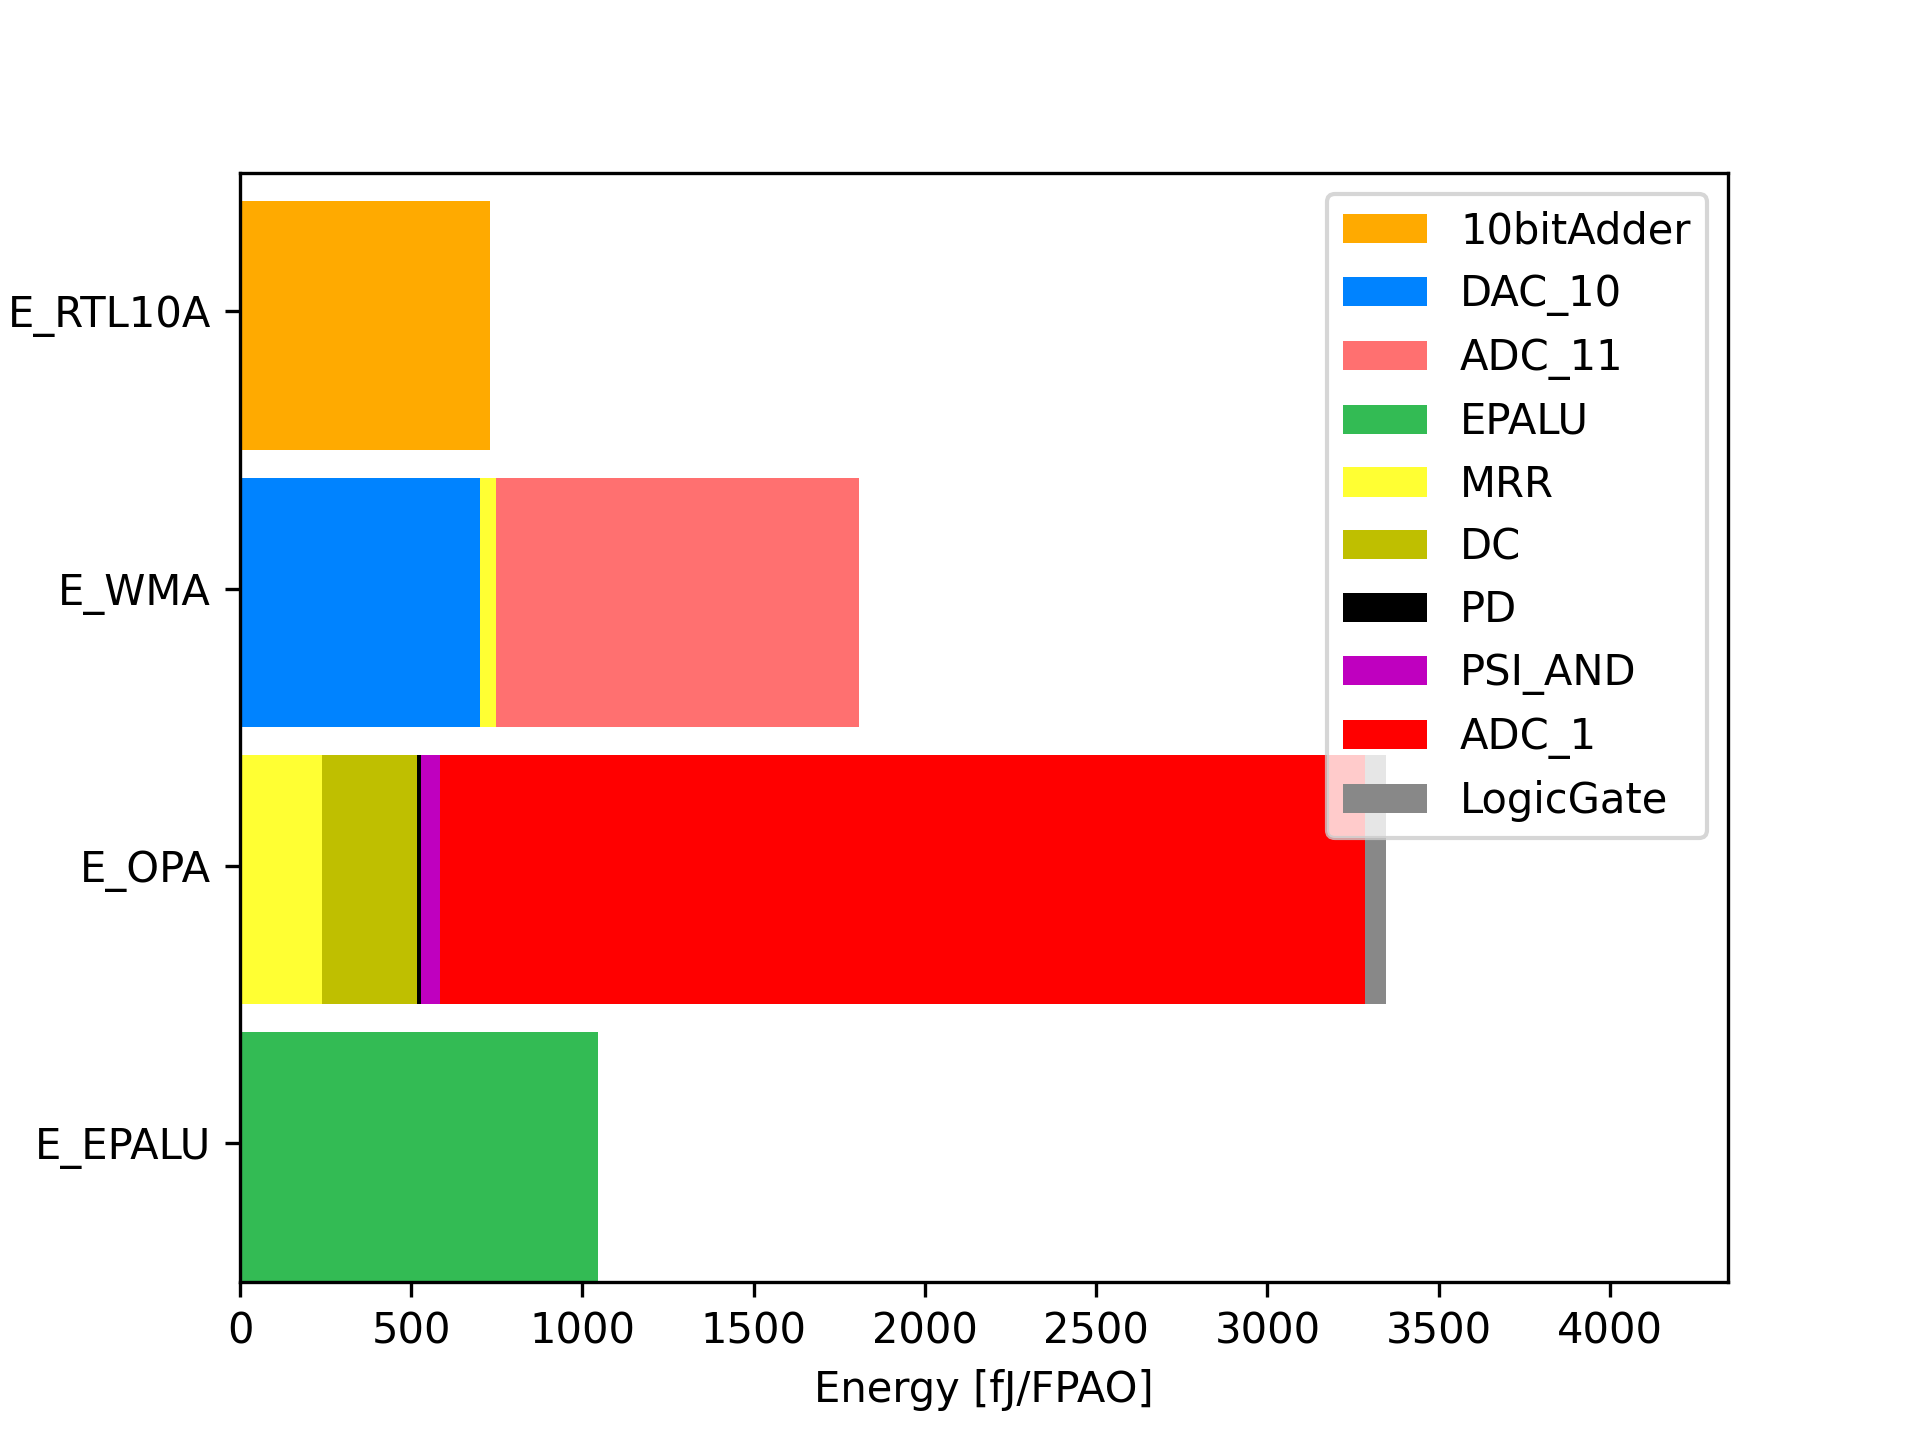 10bitAdder
DAC_10
ADC_11
EPALU
MRR
DC
PD
PSI_AND
ADC_1
LogicGate
E_RTL10A
E_WMA
E_OPA
E_EPALU
0 500 1000 1500 2000 2500 3000 3500 4000
Energy [fJ/FPAO]